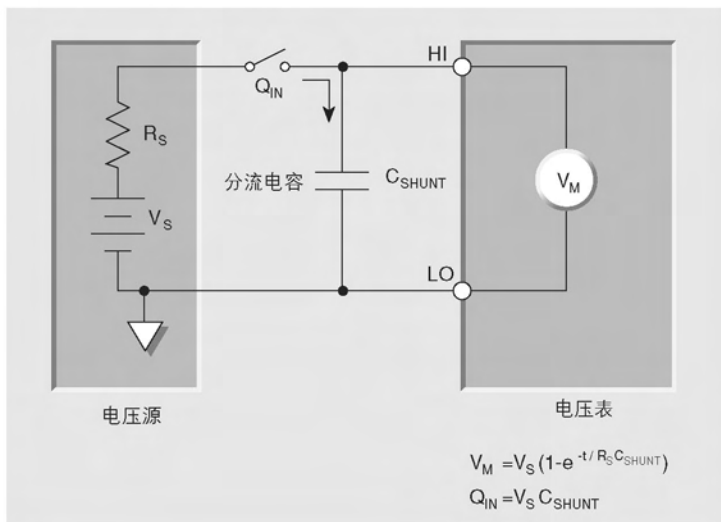 HI
Q_IN
R_S
分流电容
C_SHUNT
V_M
V_S
LO
电压源
电压表
V_M =V_S (1-e^-t / R_S C_SHUNT)
Q_IN =V_S C_SHUNT